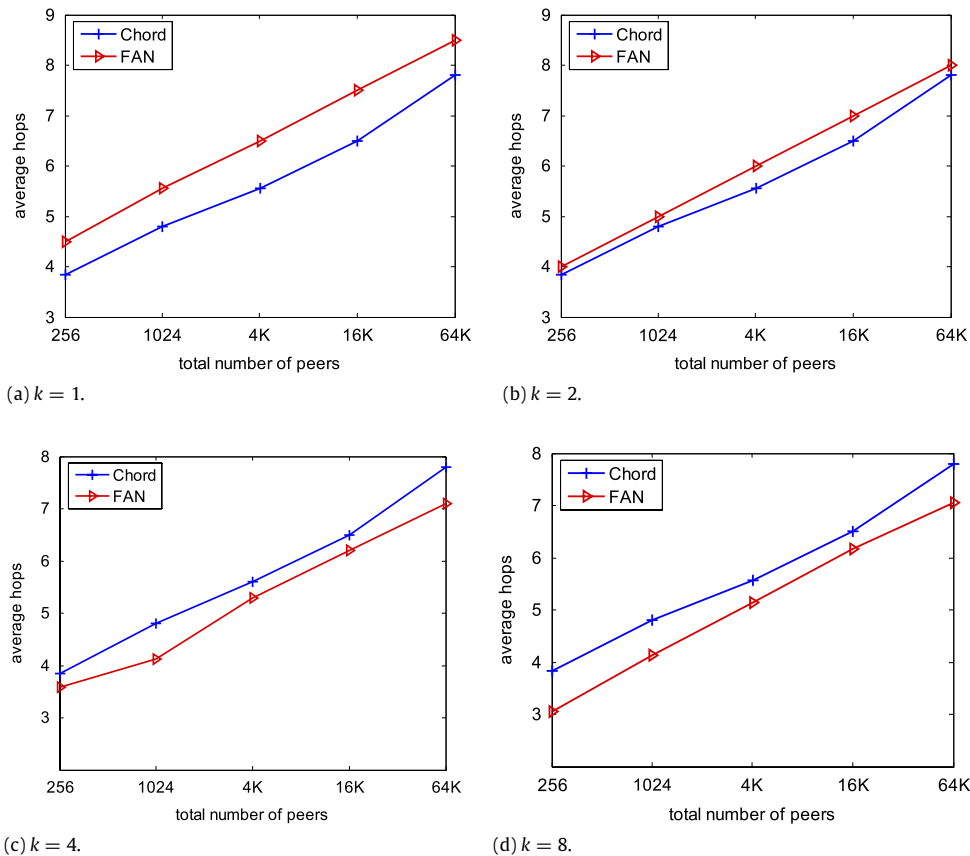 9
8
7
6
5
4
3
average hops
Chord
FAN
256
1024
4K
16K
64K
total number of peers
(a) k = 1.
9
8
7
6
5
4
3
average hops
Chord
FAN
256
1024
4K
16K
64K
total number of peers
(b) k = 2.
8
7
6
5
4
3
average hops
Chord
FAN
256
1024
4K
16K
64K
total number of peers
(c) k = 4.
8
7
6
5
4
3
average hops
Chord
FAN
256
1024
4K
16K
64K
total number of peers
(d) k = 8.